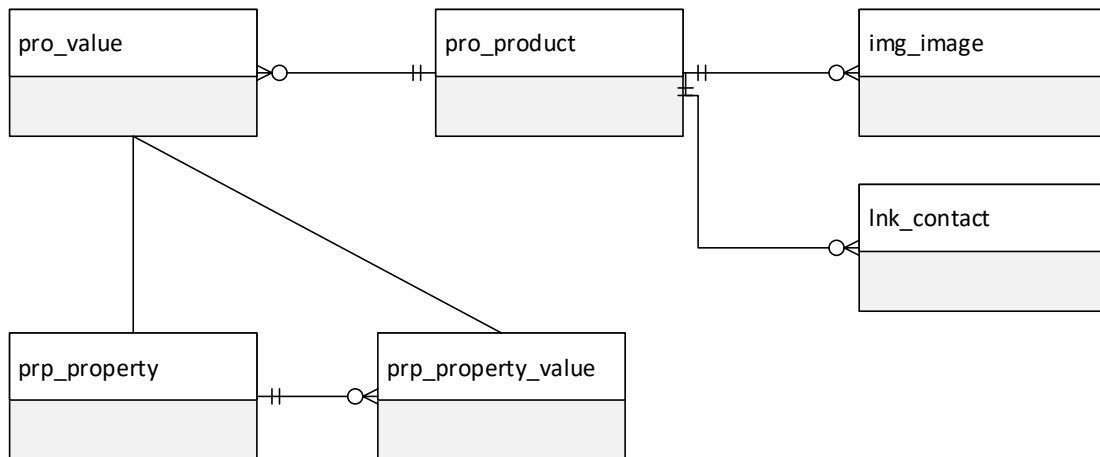 pro_value
pro_product
img_image
lnk_contact
prp_property
prp_property_value